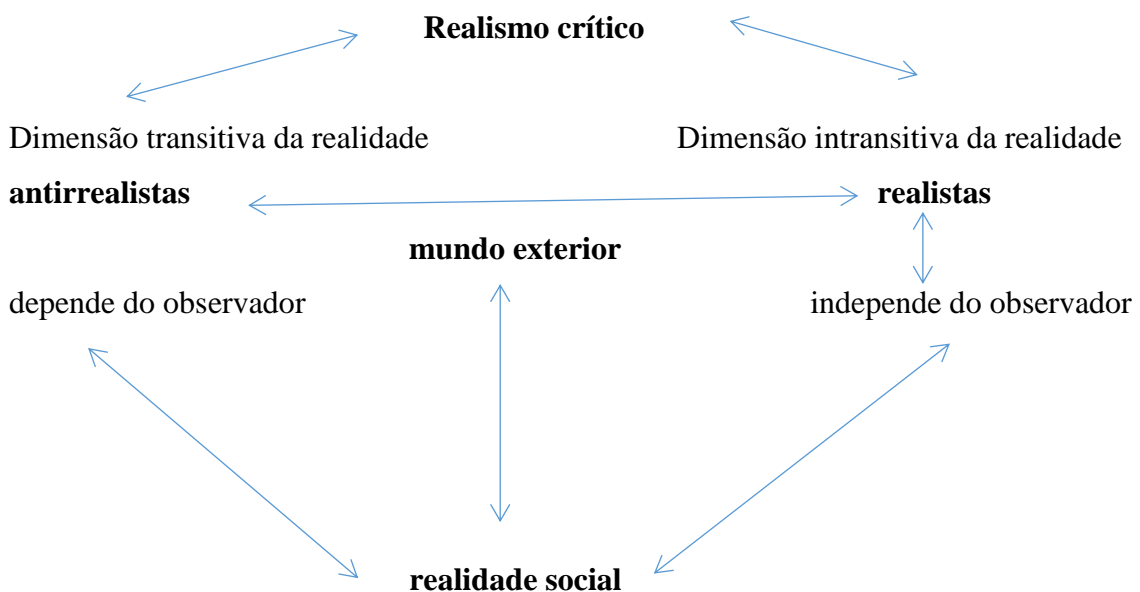 Realismo crítico
Dimensão transitiva da realidade Dimensão intransitiva da realidade
antirrealistas realistas
mundo exterior
depende do observador independe do observador
realidade social